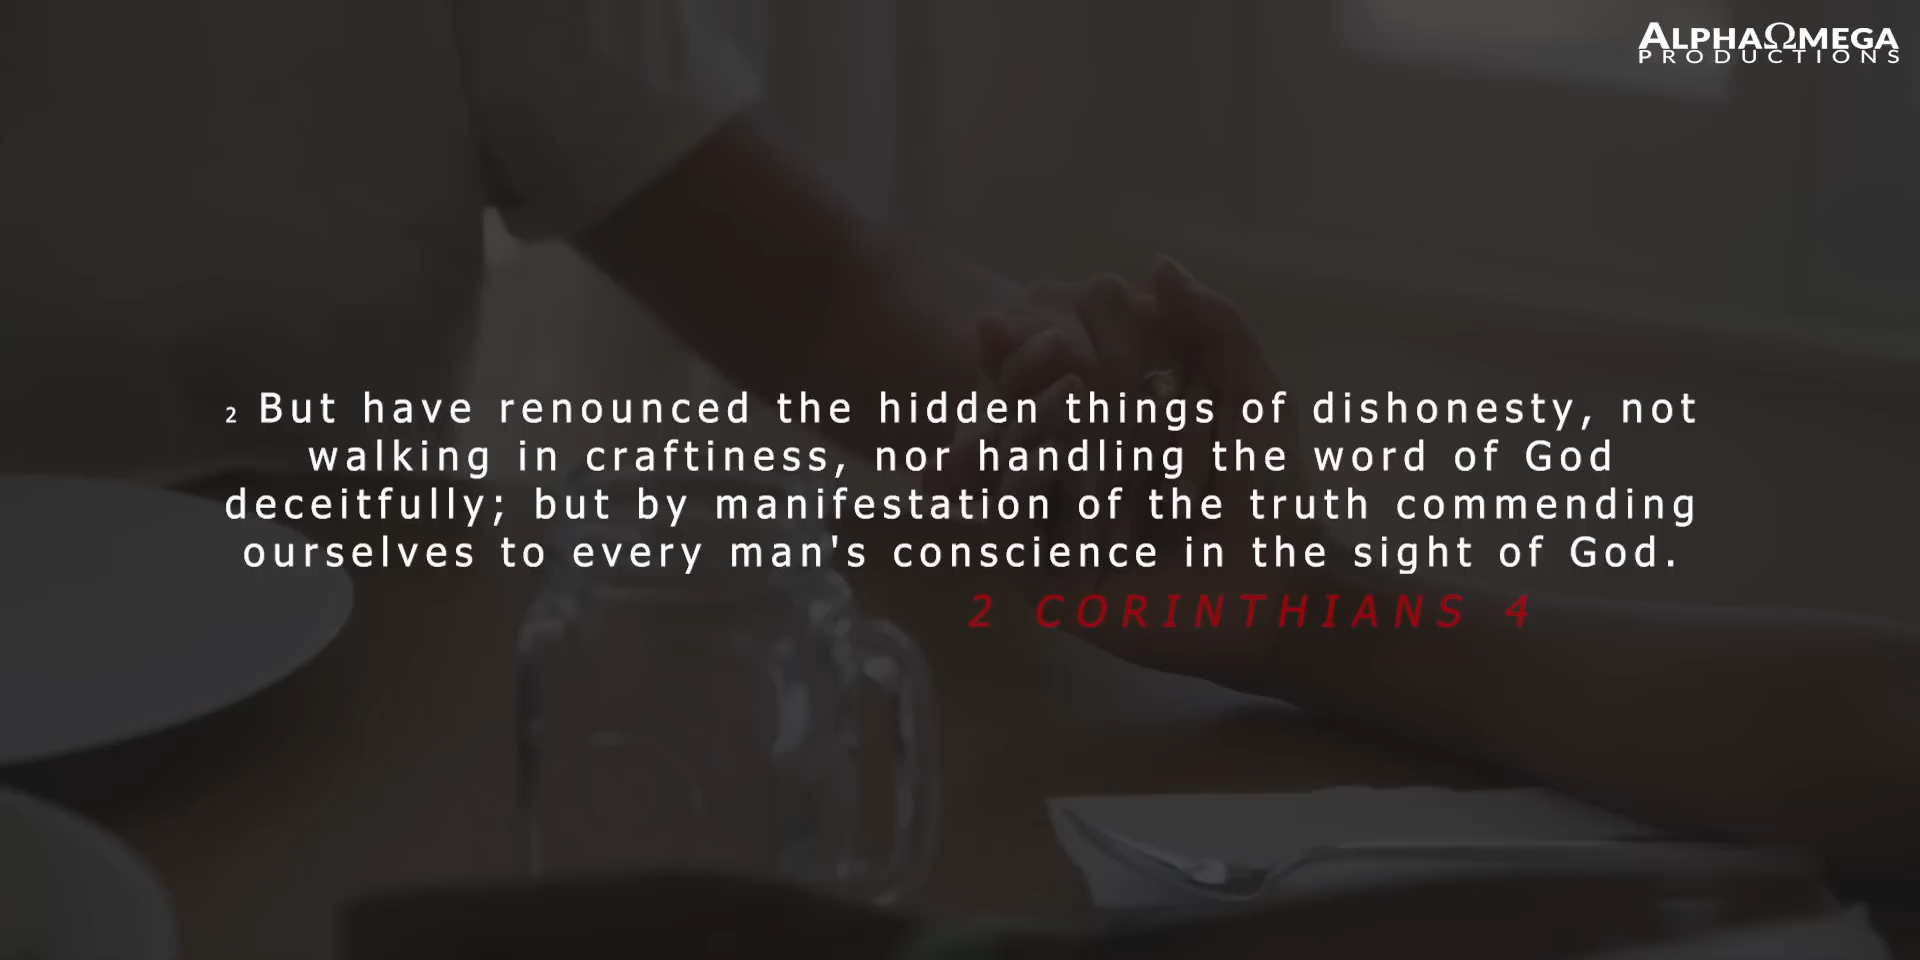 ALPHAΩMEGA
PRODUCTIONS
2 But have renounced the hidden things of dishonesty, not
walking in craftiness, nor handling the word of God
deceitfully; but by manifestation of the truth commending
ourselves to every man's conscience in the sight of God.
2 CORINTHIANS 4